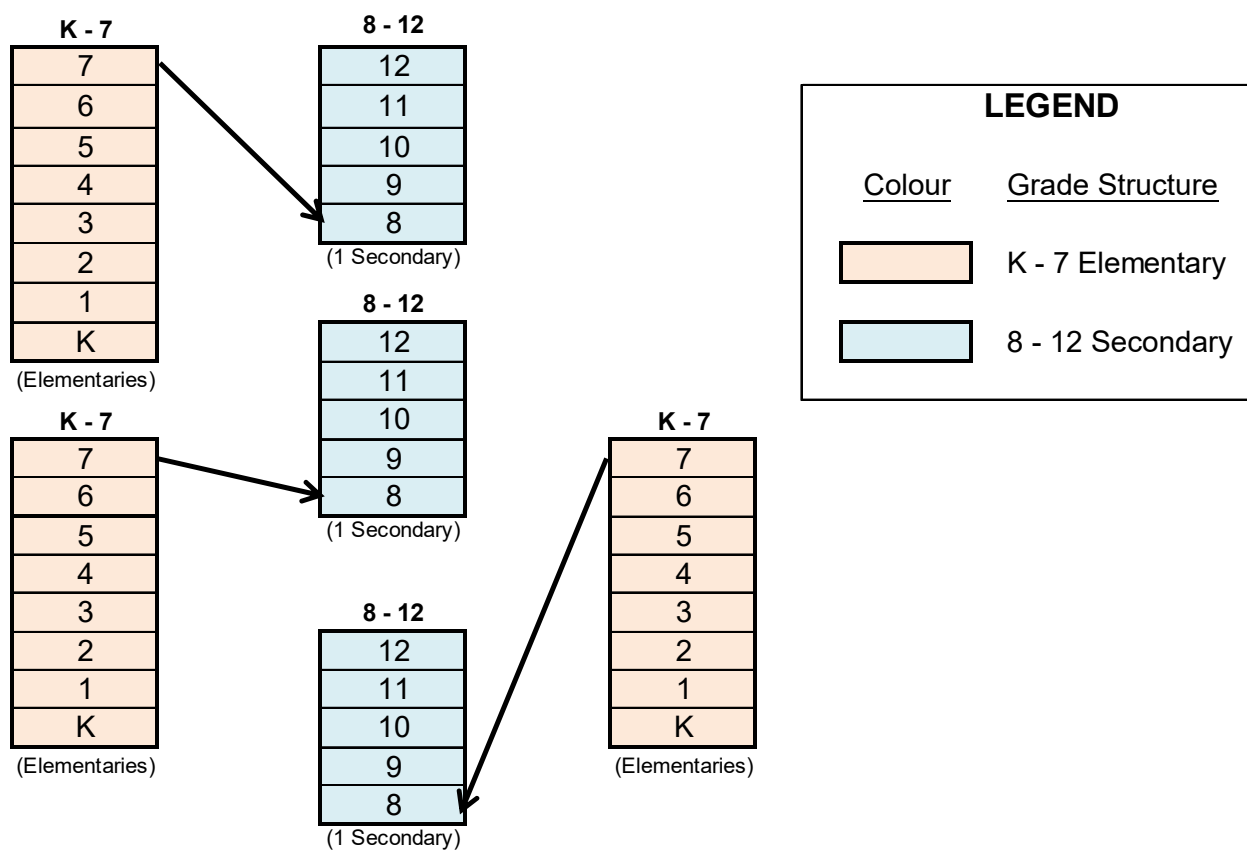 K - 7
7
6
5
4
3
2
1
K
(Elementaries)
8 - 12
12
11
10
9
8
(1 Secondary)
LEGEND
Colour Grade Structure
K - 7 Elementary
8 - 12 Secondary
8 - 12
12
11
10
9
8
(1 Secondary)
K - 7
7
6
5
4
3
2
1
K
(Elementaries)
8 - 12
12
11
10
9
8
(1 Secondary)
K - 7
7
6
5
4
3
2
1
K
(Elementaries)